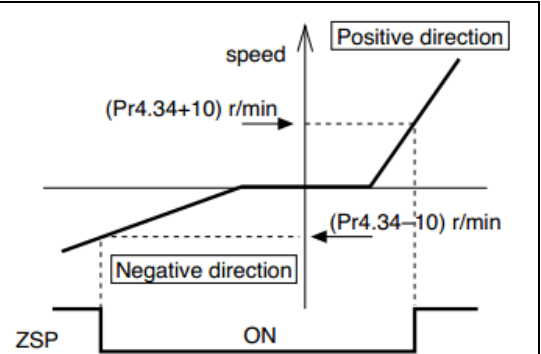 Positive direction
speed
(Pr4.34+10) r/min
(Pr4.34–10) r/min
Negative direction
ZSP
ON